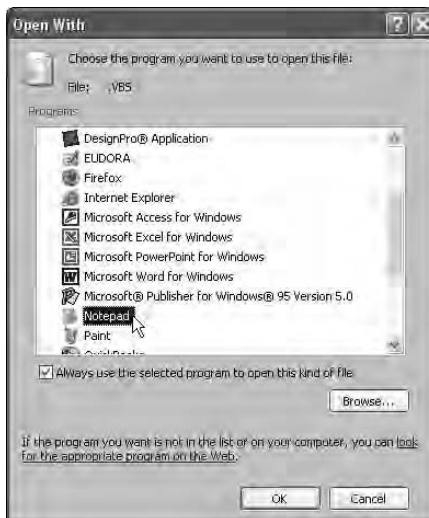 Open With
Choose the program you want to use to open this file:
File: .VBS
Programs
DesignPro® Application
EUDORA
Firefox
Internet Explorer
Microsoft Access for Windows
Microsoft Excel for Windows
Microsoft PowerPoint for Windows
Microsoft Word for Windows
Microsoft® Publisher for Windows® 95 Version 5.0
Notepad
Paint
Always use the selected program to open this kind of file
Browse...
If the program you want is not in the list or on your computer, you can look
for the appropriate program on the Web.
OK
Cancel